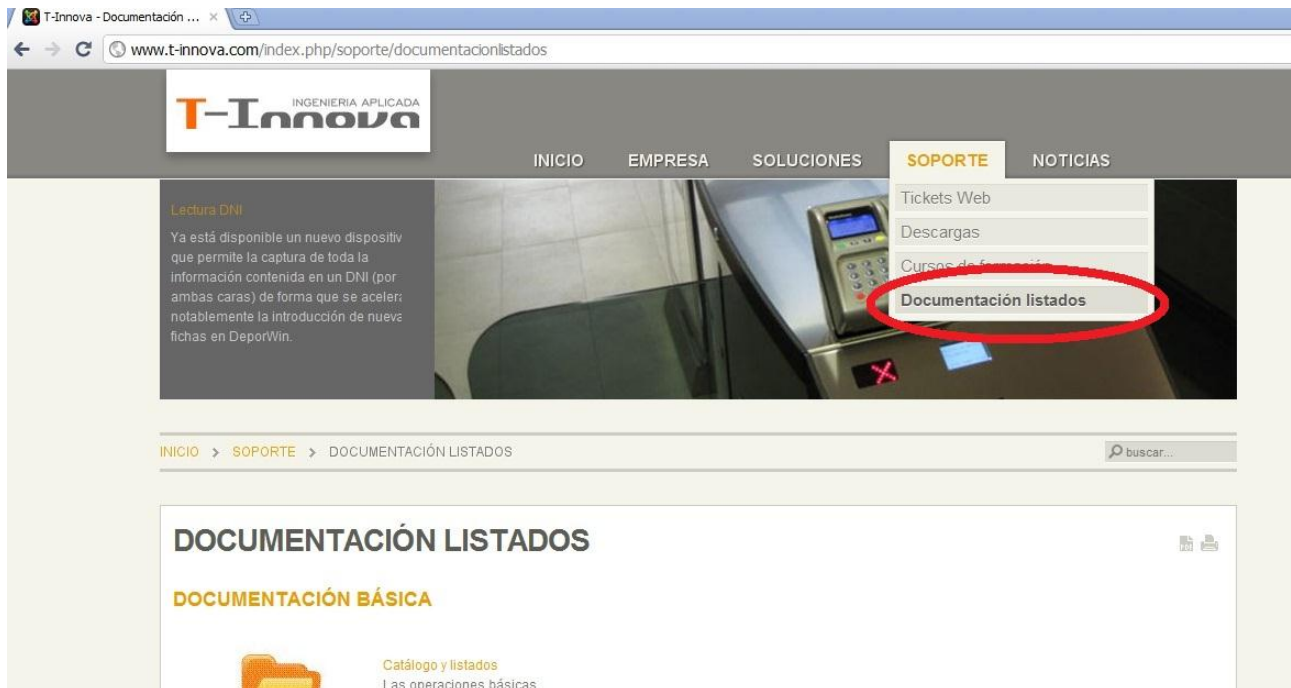 T-Innova - Documentación ...
www.t-innova.com/index.php/soporte/documentacionlistados
INGENIERIA APLICADA
T-Innova
INICIO EMPRESA SOLUCIONES SOPORTE NOTICIAS
Tickets Web
Descargas
Cursos de formación
Documentación listados
Lectura DNI
Ya está disponible un nuevo dispositiv
que permite la captura de toda la
información contenida en un DNI (por
ambas caras) de forma que se aceler
notablemente la introducción de nueva
fichas en DeporWin.
INICIO > SOPORTE > DOCUMENTACIÓN LISTADOS
buscar...
DOCUMENTACIÓN LISTADOS
DOCUMENTACIÓN BÁSICA
Catálogo y listados
Las operaciones básicas